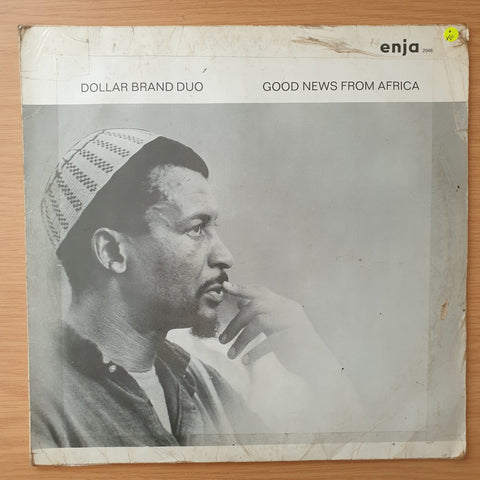 enja 2048
DOLLAR BRAND DUO GOOD NEWS FROM AFRICA